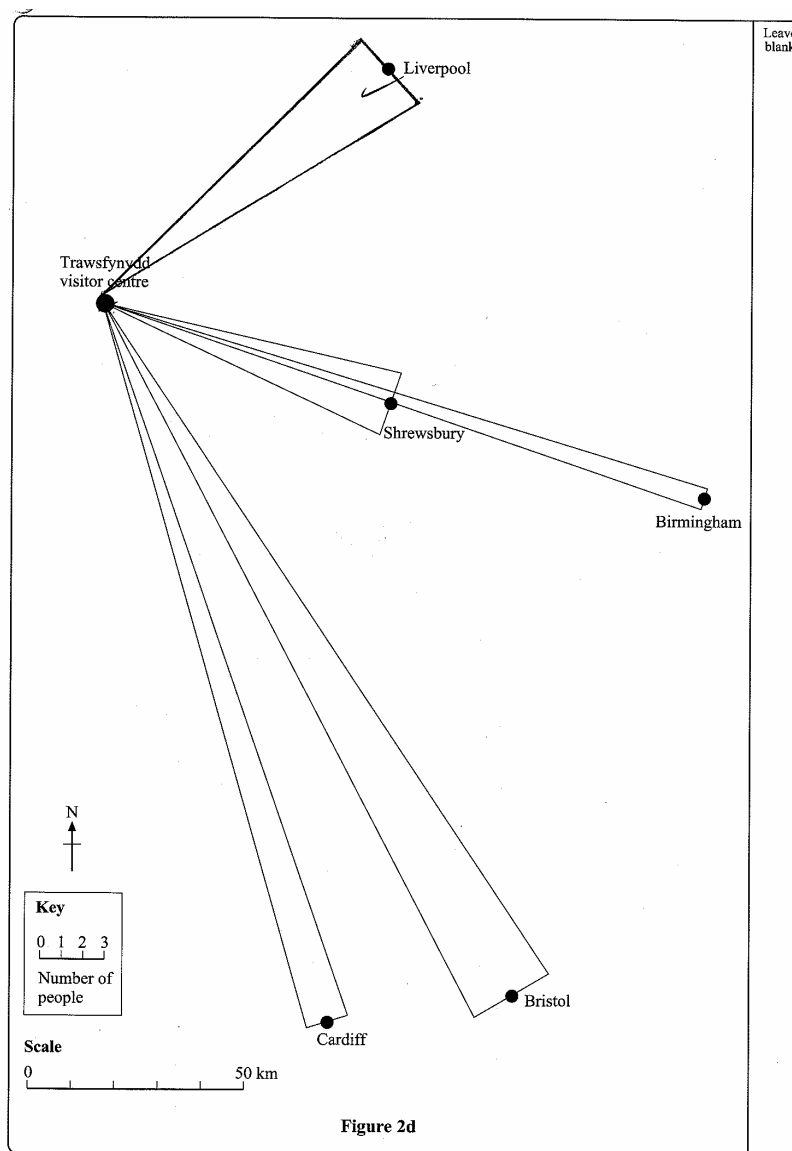 Leave
blank
Liverpool
Trawsfynydd
visitor centre
Shrewsbury
Birmingham
N
Key
0 1 2 3
Number of
people
Bristol
Cardiff
Scale
0 50 km
Figure 2d